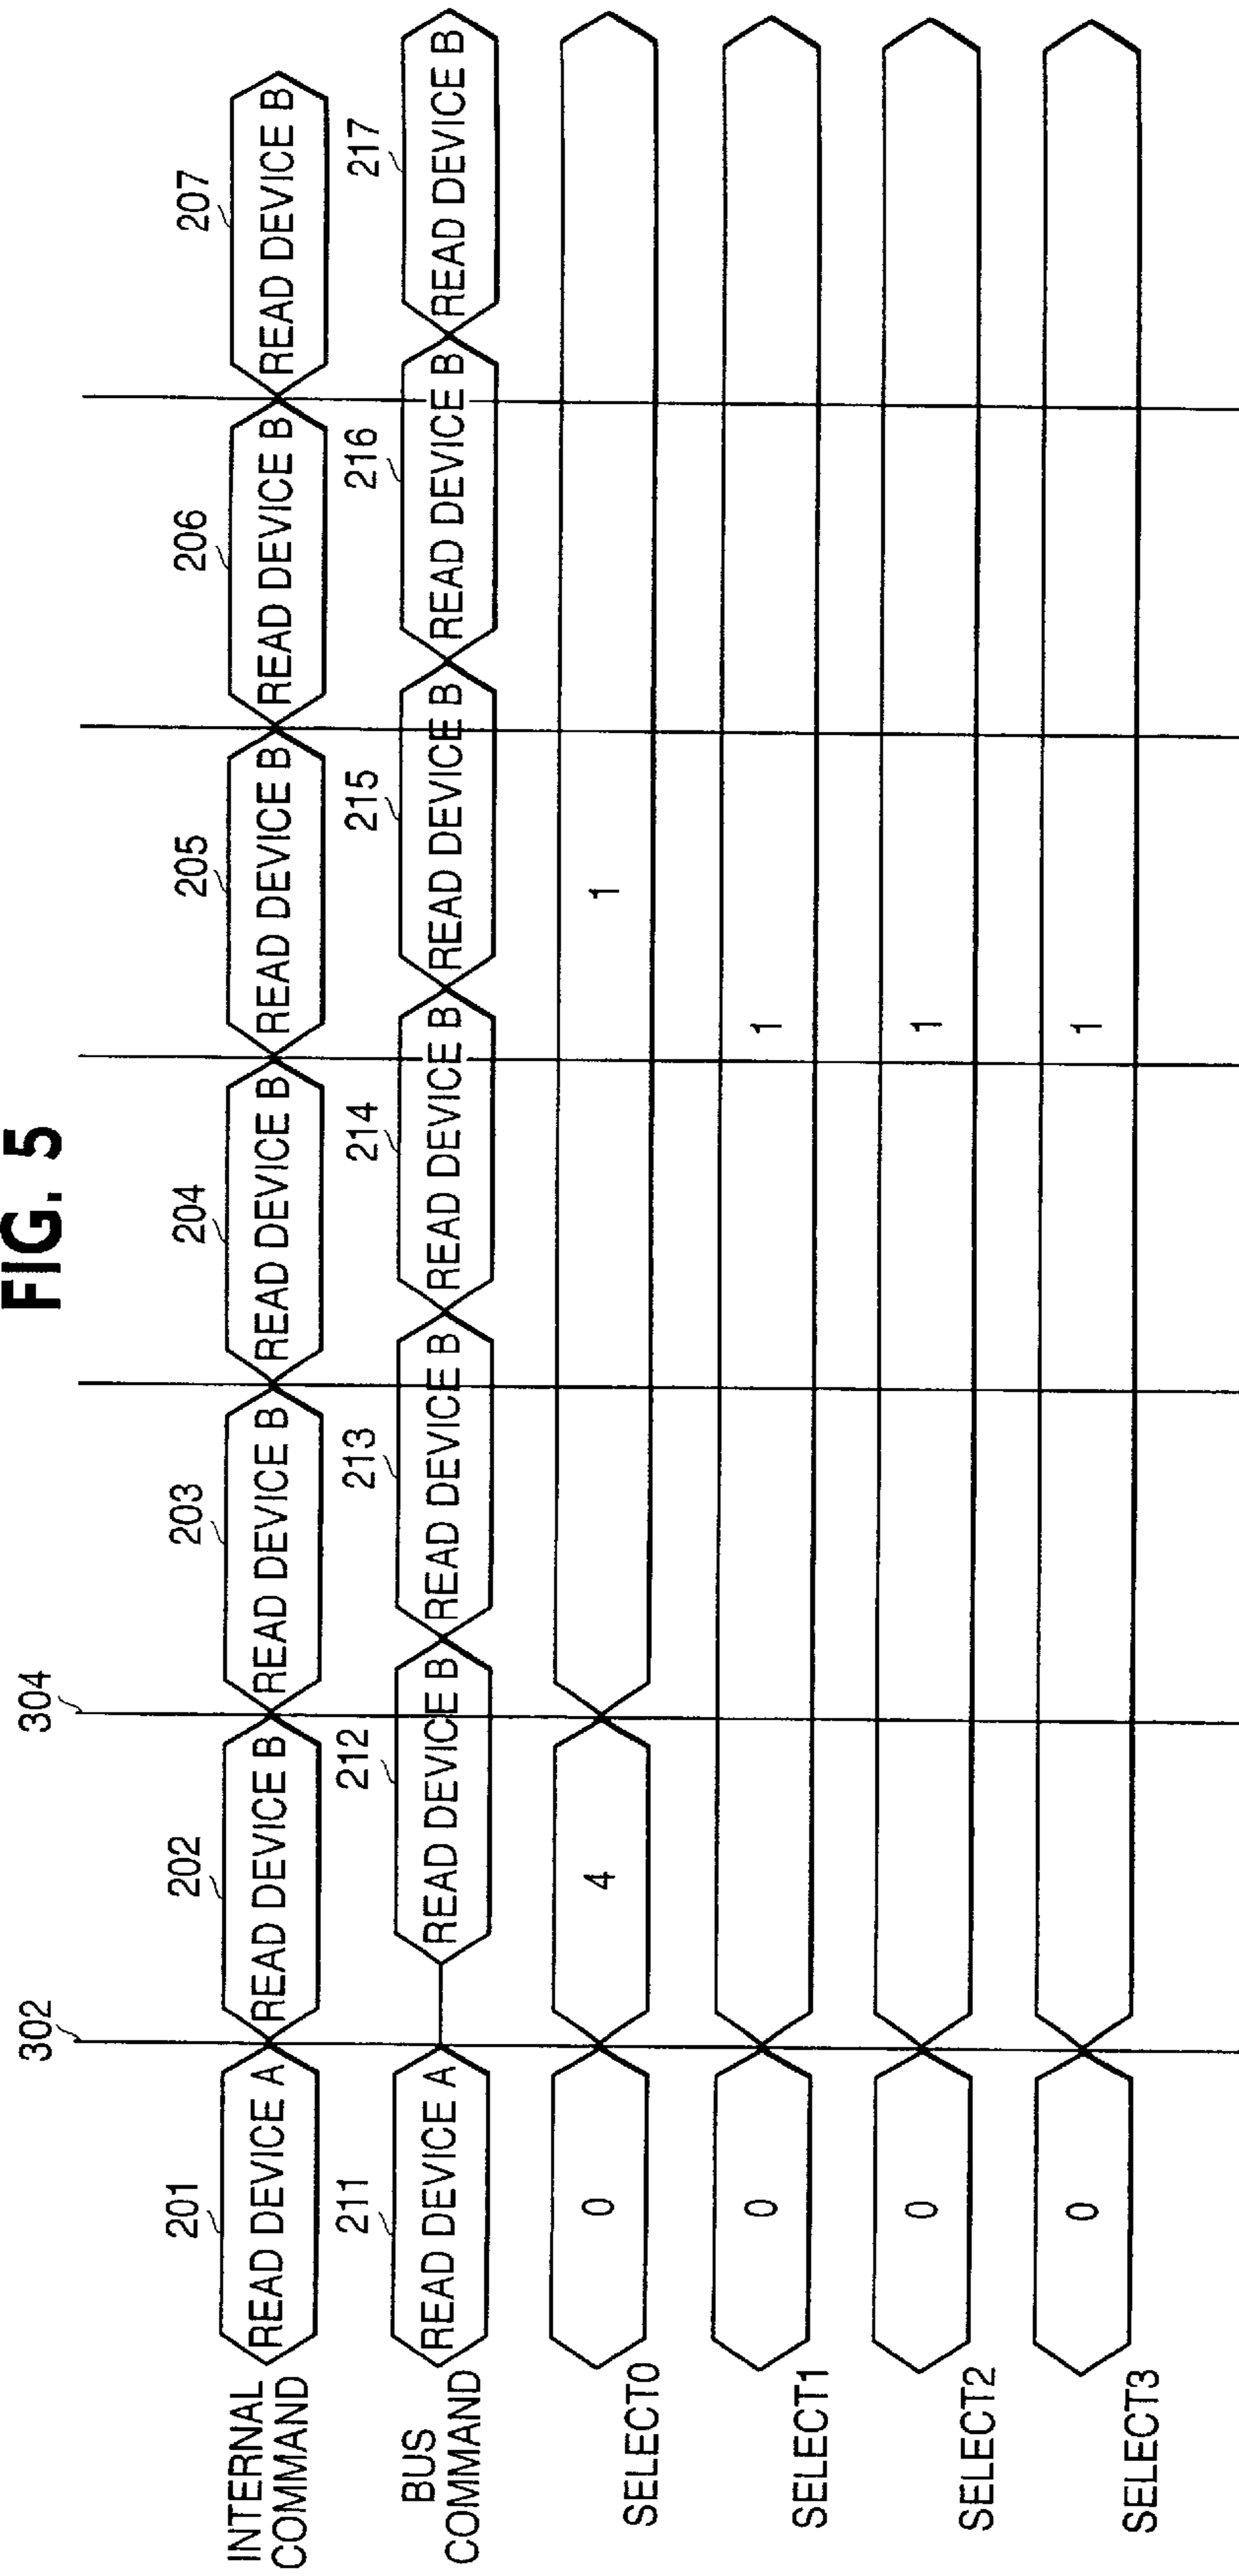 FIG. 5
302
304
201
202
203
204
205
206
207
INTERNAL
COMMAND
READ DEVICE A
READ DEVICE B
READ DEVICE B
READ DEVICE B
READ DEVICE B
READ DEVICE B
READ DEVICE B
211
212
213
214
215
216
217
BUS
COMMAND
READ DEVICE A
READ DEVICE B
READ DEVICE B
READ DEVICE B
READ DEVICE B
READ DEVICE B
READ DEVICE B
SELECT0
0
4
1
SELECT1
0
1
SELECT2
0
1
SELECT3
0
1